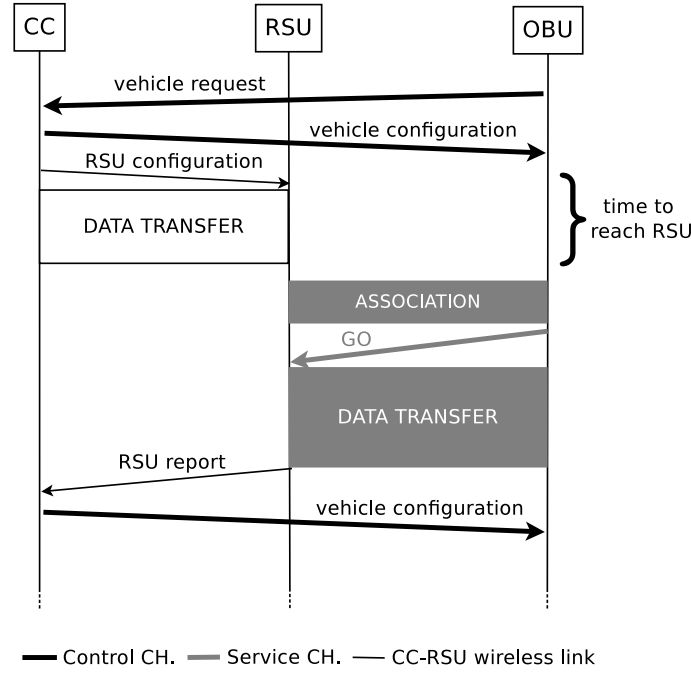 CC
RSU
OBU
vehicle request
vehicle configuration
RSU configuration
DATA TRANSFER
time to
reach RSU
ASSOCIATION
GO
DATA TRANSFER
RSU report
vehicle configuration
Control CH.
Service CH.
CC-RSU wireless link